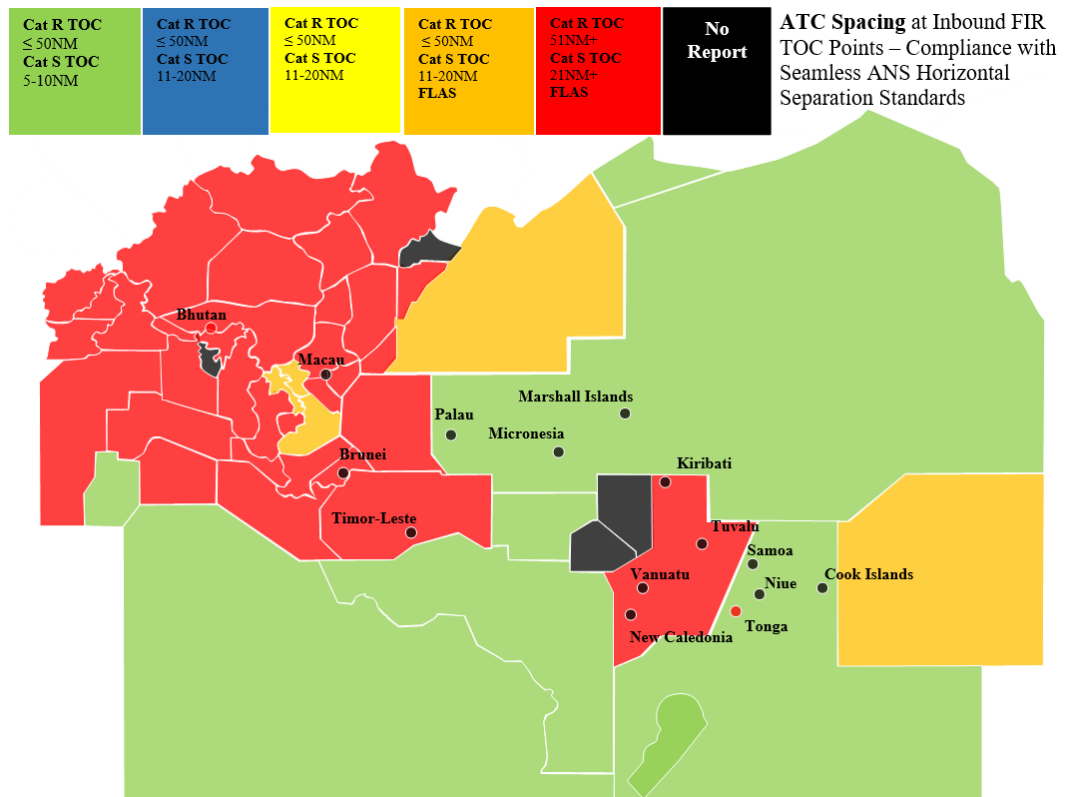 Cat R TOC
≤ 50NM
Cat S TOC
5-10NM
Cat R TOC
≤ 50NM
Cat S TOC
11-20NM
Cat R TOC
≤ 50NM
Cat S TOC
11-20NM
Cat R TOC
≤ 50NM
Cat S TOC
11-20NM
FLAS
Cat R TOC
51NM+
Cat S TOC
21NM+
FLAS
No
Report
ATC Spacing at Inbound FIR
TOC Points – Compliance with
Seamless ANS Horizontal
Separation Standards
Bhutan
Macau
Marshall Islands
Palau
Micronesia
Brunei
Kiribati
Timor-Leste
Tuvalu
Samoa
Vanuatu
Niue
Cook Islands
Tonga
New Caledonia